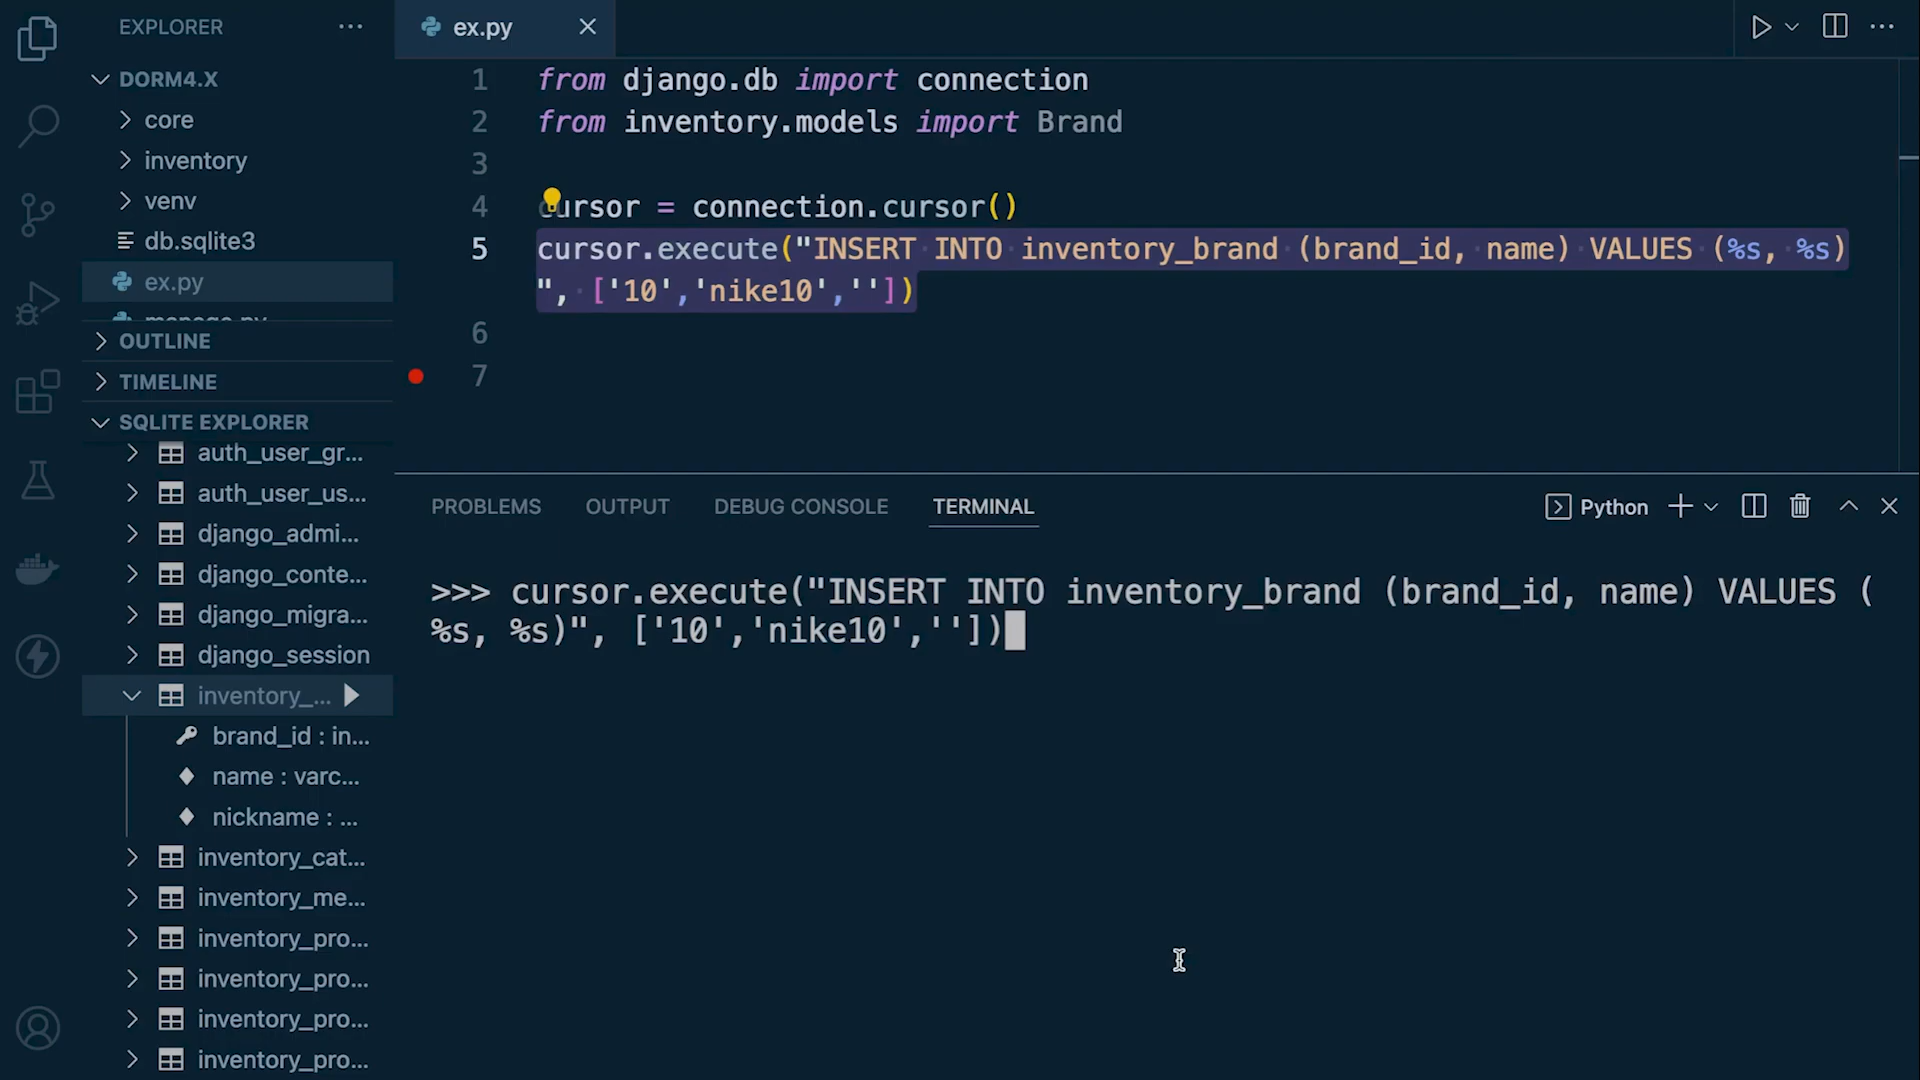 EXPLORER
DORM4.X
core
inventory
venv
db.sqlite3
ex.py
manage.py
OUTLINE
TIMELINE
SQLITE EXPLORER
auth_user_gr...
auth_user_us...
django_admi...
django_conte...
django_migra...
django_session
inventory_...
brand_id : in...
name : varc...
nickname : ...
inventory_cat...
inventory_me...
inventory_pro...
inventory_pro...
inventory_pro...
inventory_pro...
ex.py
1 from django.db import connection
2 from inventory.models import Brand
3
4 cursor = connection.cursor()
5 cursor.execute("INSERT INTO inventory_brand (brand_id, name) VALUES (%s, %s)
", ['10','nike10',''])
6
7
PROBLEMS OUTPUT DEBUG CONSOLE TERMINAL Python
>>> cursor.execute("INSERT INTO inventory_brand (brand_id, name) VALUES (
%s, %s)", ['10','nike10',''])